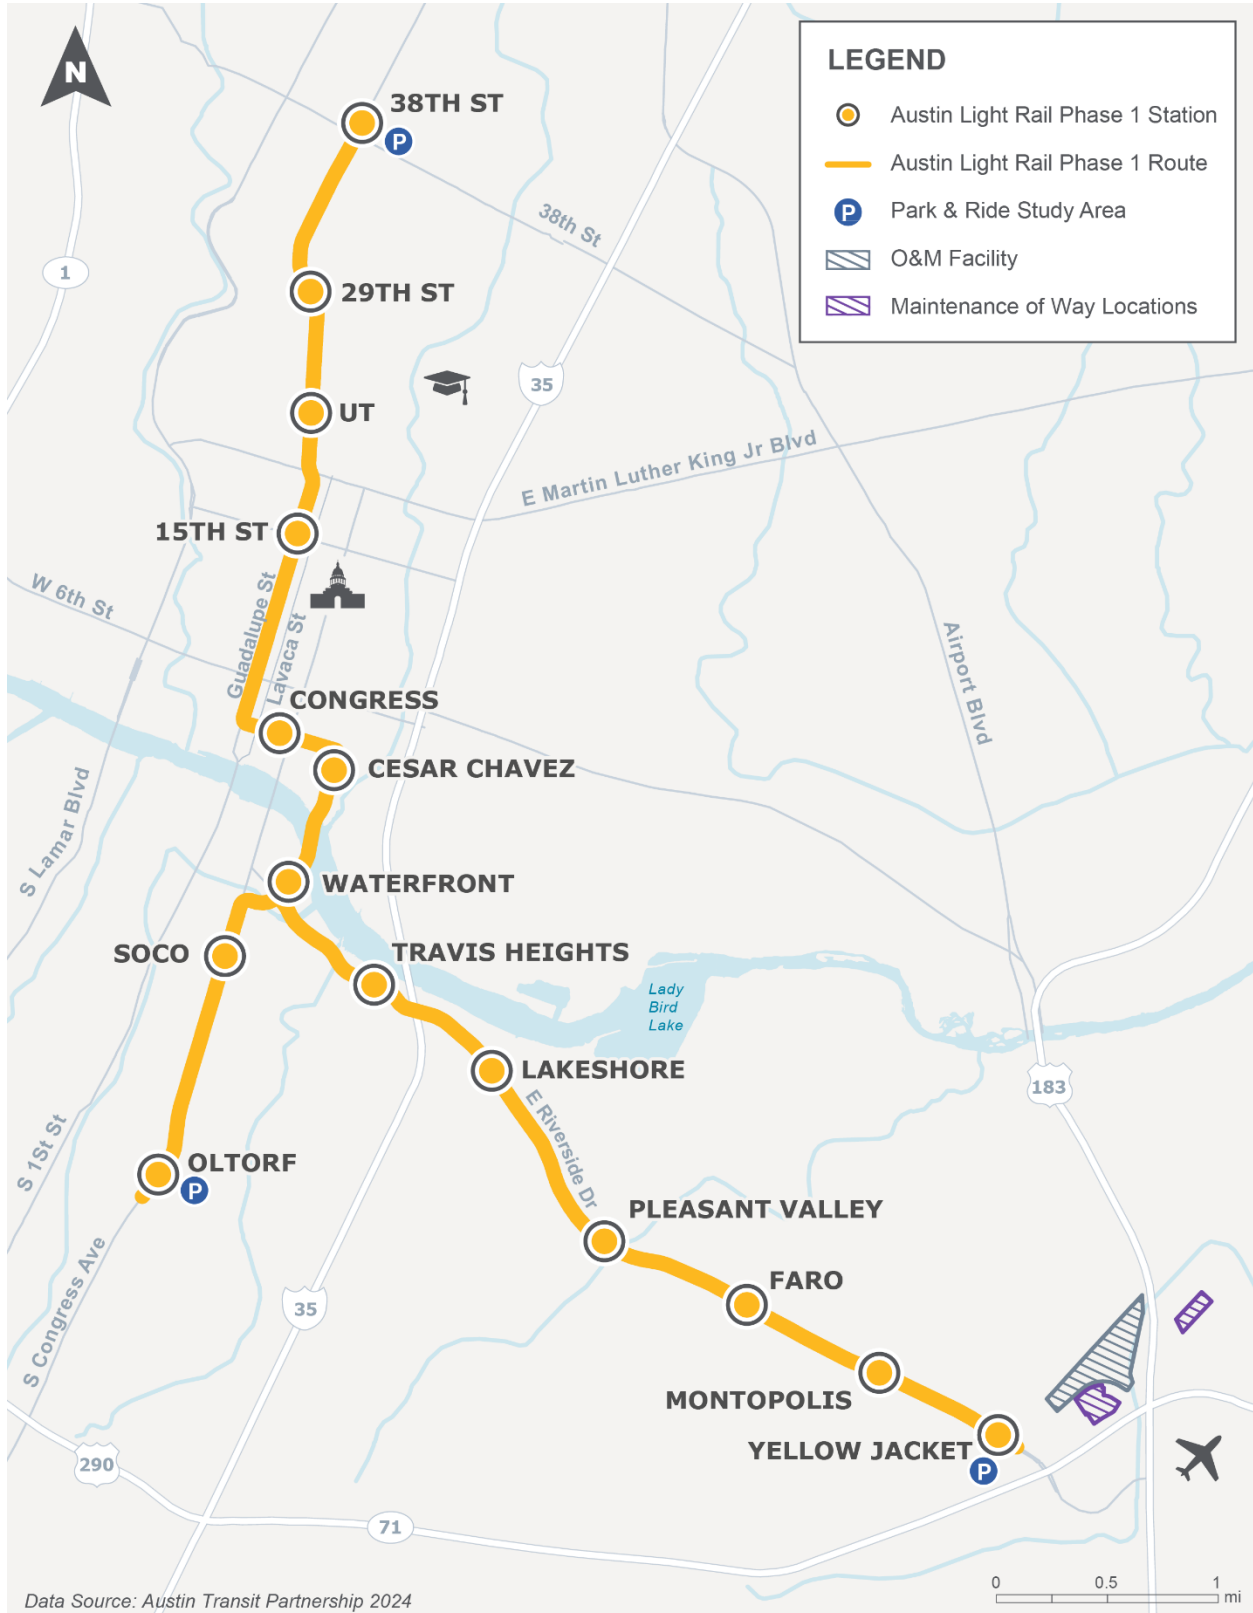 N
LEGEND
Austin Light Rail Phase 1 Station
Austin Light Rail Phase 1 Route
P
Park & Ride Study Area
O&M Facility
Maintenance of Way Locations
38TH ST
P
38th St
1
29TH ST
35
UT
E Martin Luther King Jr Blvd
15TH ST
W 6th St
Guadalupe St
Lavaca St
Airport Blvd
CONGRESS
CESAR CHAVEZ
S Lamar Blvd
WATERFRONT
SOCO
TRAVIS HEIGHTS
Lady
Bird
Lake
LAKESHORE
183
E Riverside Dr
S 1St St
OLTORF
P
PLEASANT VALLEY
S Congress Ave
FARO
35
MONTOPOLIS
YELLOW JACKET
P
290
71
0
0.5
1
mi
Data Source: Austin Transit Partnership 2024